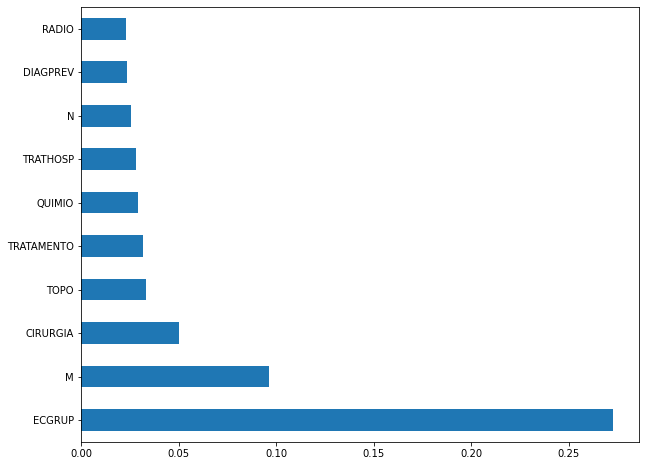 RADIO
DIAGPREV
N
TRATHOSP
QUIMIO
TRATAMENTO
TOPO
CIRURGIA
M
ECGRUP
0.00 0.05 0.10 0.15 0.20 0.25